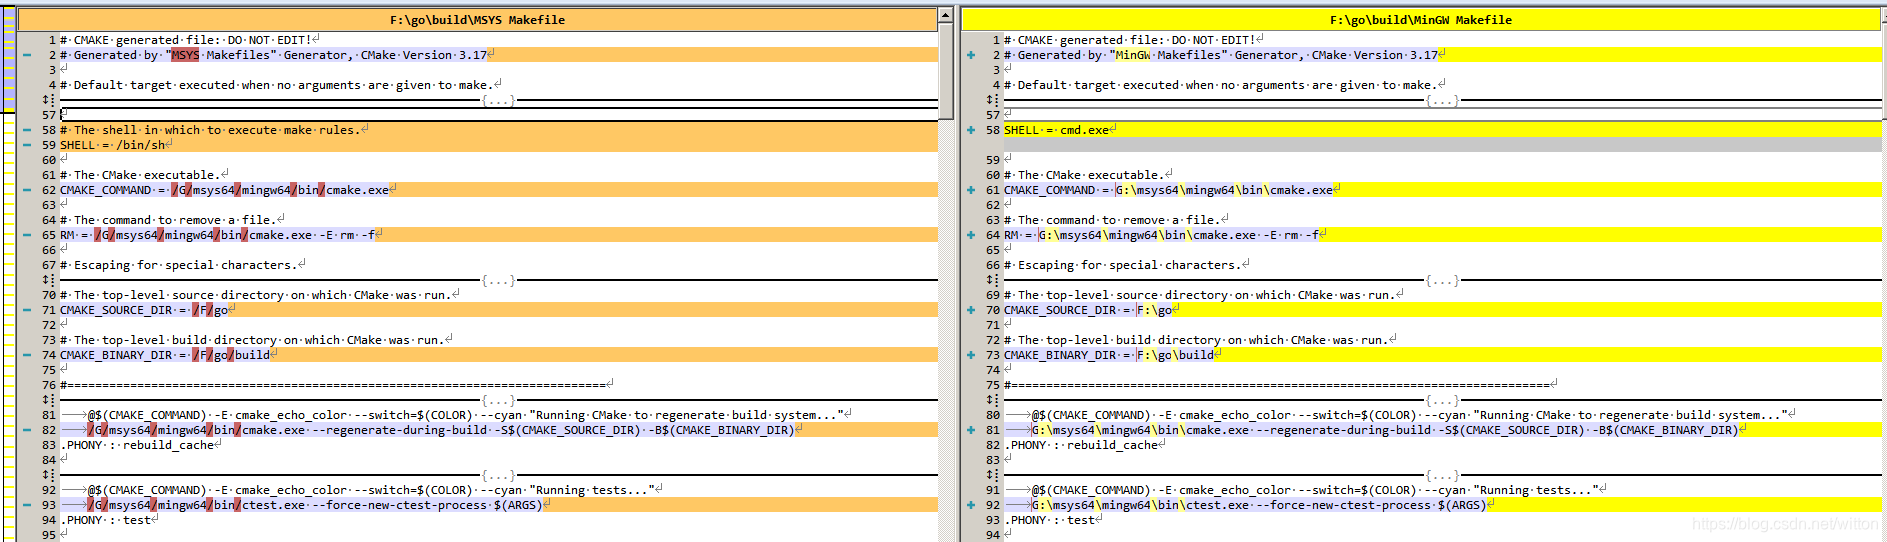 F:\go\build\MSYS Makefile
1 # CMAKE generated file: DO NOT EDIT!
2 # Generated by "MSYS Makefiles" Generator, CMake Version 3.17
3
4 # Default target executed when no arguments are given to make.
{...}
57
58 # The shell in which to execute make rules.
59 SHELL = /bin/sh
60
61 # The CMake executable.
62 CMAKE_COMMAND = /G/msys64/mingw64/bin/cmake.exe
63
64 # The command to remove a file.
65 RM = /G/msys64/mingw64/bin/cmake.exe -E rm -f
66
67 # Escaping for special characters.
{...}
70 # The top-level source directory on which CMake was run.
71 CMAKE_SOURCE_DIR = /F/go
72
73 # The top-level build directory on which CMake was run.
74 CMAKE_BINARY_DIR = /F/go/build
75
76 #=============================================================================
{...}
81 @$(CMAKE_COMMAND) -E cmake_echo_color --switch=$(COLOR) --cyan "Running CMake to regenerate build system..."
82 /G/msys64/mingw64/bin/cmake.exe --regenerate-during-build -S$(CMAKE_SOURCE_DIR) -B$(CMAKE_BINARY_DIR)
83 .PHONY : rebuild_cache
84
{...}
92 @$(CMAKE_COMMAND) -E cmake_echo_color --switch=$(COLOR) --cyan "Running tests..."
93 /G/msys64/mingw64/bin/ctest.exe --force-new-ctest-process $(ARGS)
94 .PHONY : test
95
F:\go\build\MinGW Makefile
1 # CMAKE generated file: DO NOT EDIT!
2 # Generated by "MinGW Makefiles" Generator, CMake Version 3.17
3
4 # Default target executed when no arguments are given to make.
{...}
57
58 SHELL = cmd.exe
59
60 # The CMake executable.
61 CMAKE_COMMAND = G:\msys64\mingw64\bin\cmake.exe
62
63 # The command to remove a file.
64 RM = G:\msys64\mingw64\bin\cmake.exe -E rm -f
65
66 # Escaping for special characters.
{...}
69 # The top-level source directory on which CMake was run.
70 CMAKE_SOURCE_DIR = F:\go
71
72 # The top-level build directory on which CMake was run.
73 CMAKE_BINARY_DIR = F:\go\build
74
75 #=============================================================================
{...}
80 @$(CMAKE_COMMAND) -E cmake_echo_color --switch=$(COLOR) --cyan "Running CMake to regenerate build system..."
81 G:\msys64\mingw64\bin\cmake.exe --regenerate-during-build -S$(CMAKE_SOURCE_DIR) -B$(CMAKE_BINARY_DIR)
82 .PHONY : rebuild_cache
83
{...}
91 @$(CMAKE_COMMAND) -E cmake_echo_color --switch=$(COLOR) --cyan "Running tests..."
92 G:\msys64\mingw64\bin\ctest.exe --force-new-ctest-process $(ARGS)
93 .PHONY : test
94
https://blog.csdn.net/witton